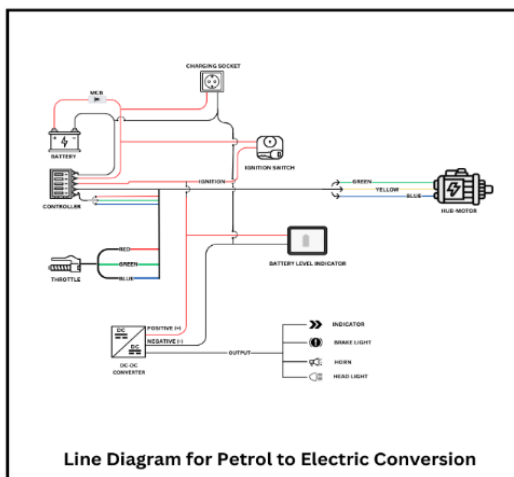 CHARGING SOCKET
MCB
BATTERY
IGNITION SWITCH
IGNITION
CONTROLLER
GREEN
YELLOW
BLUE
HUB-MOTOR
RED
GREEN
BLUE
THROTTLE
BATTERY LEVEL INDICATOR
DC
DC
POSITIVE (+)
NEGATIVE (-)
DC-DC
CONVERTER
OUTPUT
INDICATOR
BRAKE LIGHT
HORN
HEAD LIGHT
Line Diagram for Petrol to Electric Conversion